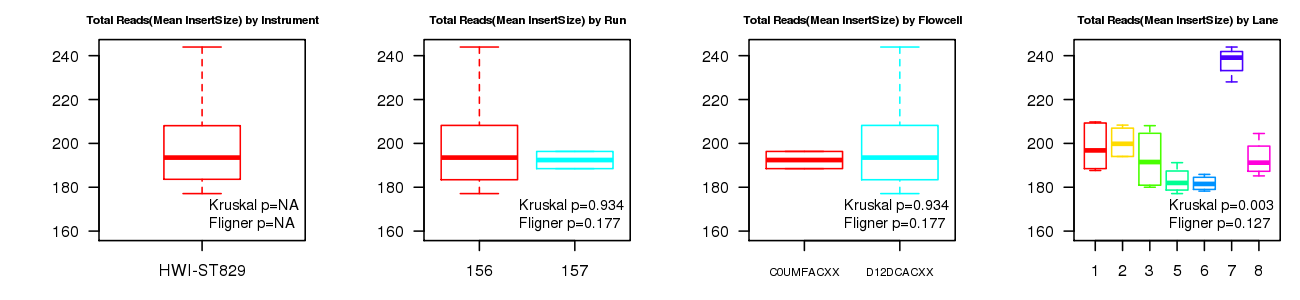 Total Reads(Mean InsertSize) by Instrument
240
220
200
180
160
Kruskal p=NA
Fligner p=NA
HWI-ST829
Total Reads(Mean InsertSize) by Run
240
220
200
180
160
Kruskal p=0.934
Fligner p=0.177
156 157
Total Reads(Mean InsertSize) by Flowcell
240
220
200
180
160
Kruskal p=0.934
Fligner p=0.177
C0UMFACXX D12DCACXX
Total Reads(Mean InsertSize) by Lane
240
220
200
180
160
Kruskal p=0.003
Fligner p=0.127
1 2 3 5 6 7 8